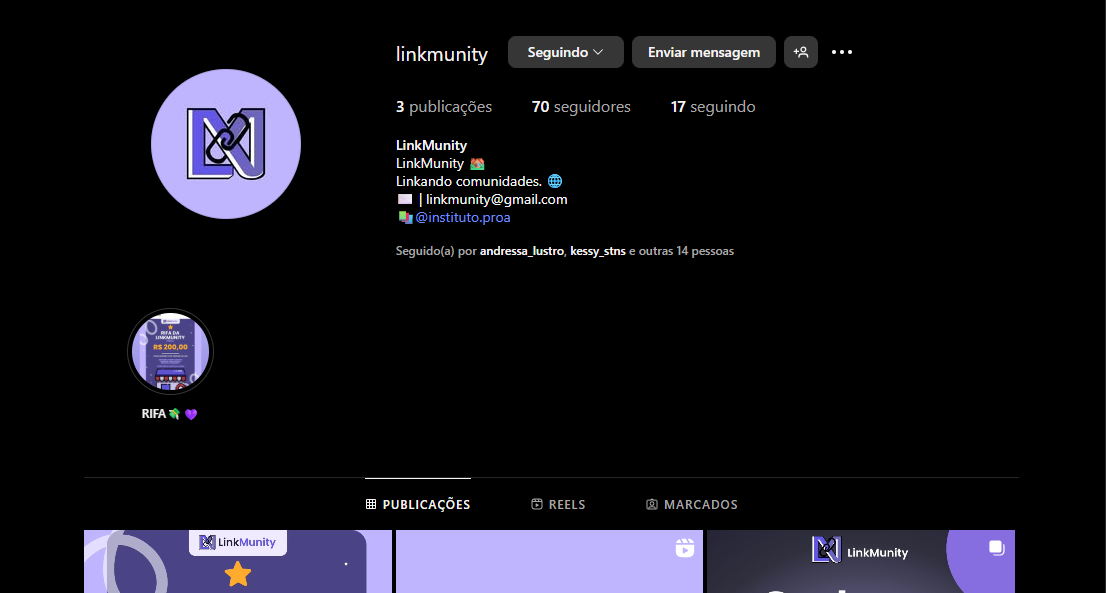 linkmunity
Seguindo
Enviar mensagem
3 publicações
70 seguidores
17 seguindo
LinkMunity
LinkMunity
Linkando comunidades.
| linkmunity@gmail.com
@instituto.proa
Seguido(a) por andressa_lustro, kessy_stns e outras 14 pessoas
RIFA DA
LINKMUNITY
R$ 200,00
RIFA
PUBLICAÇÕES
REELS
MARCADOS
LinkMunity
LinkMunity